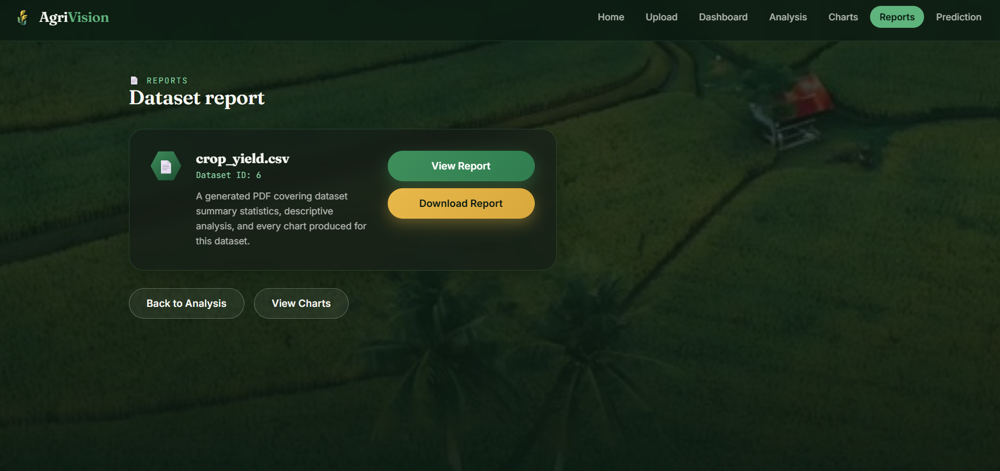 AgriVision
Home Upload Dashboard Analysis Charts Reports Prediction
REPORTS
Dataset report
crop_yield.csv
Dataset ID: 6
A generated PDF covering dataset
summary statistics, descriptive
analysis, and every chart produced for
this dataset.
View Report
Download Report
Back to Analysis View Charts